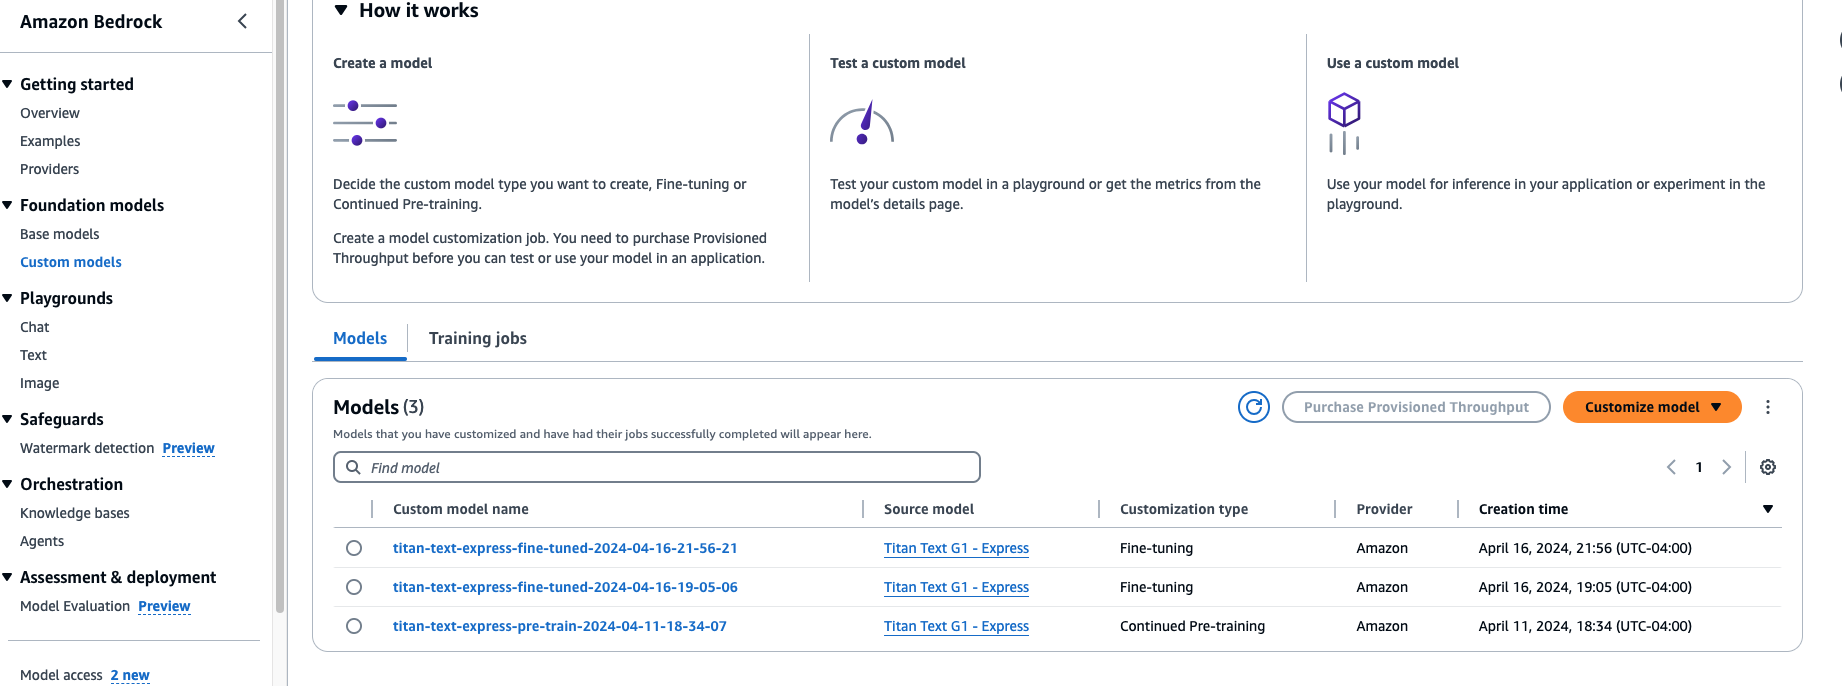 Amazon Bedrock
Getting started
Overview
Examples
Providers
Foundation models
Base models
Custom models
Playgrounds
Chat
Text
Image
Safeguards
Watermark detection Preview
Orchestration
Knowledge bases
Agents
Assessment & deployment
Model Evaluation Preview
Model access 2 new
How it works
Create a model
Decide the custom model type you want to create, Fine-tuning or
Continued Pre-training.
Create a model customization job. You need to purchase Provisioned
Throughput before you can test or use your model in an application.
Test a custom model
Test your custom model in a playground or get the metrics from the
model's details page.
Use a custom model
Use your model for inference in your application or experiment in the
playground.
Models Training jobs
Models (3)
Purchase Provisioned Throughput Customize model
Models that you have customized and have had their jobs successfully completed will appear here.
Find model
1
Custom model name Source model Customization type Provider Creation time
titan-text-express-fine-tuned-2024-04-16-21-56-21 Titan Text G1 - Express Fine-tuning Amazon April 16, 2024, 21:56 (UTC-04:00)
titan-text-express-fine-tuned-2024-04-16-19-05-06 Titan Text G1 - Express Fine-tuning Amazon April 16, 2024, 19:05 (UTC-04:00)
titan-text-express-pre-train-2024-04-11-18-34-07 Titan Text G1 - Express Continued Pre-training Amazon April 11, 2024, 18:34 (UTC-04:00)